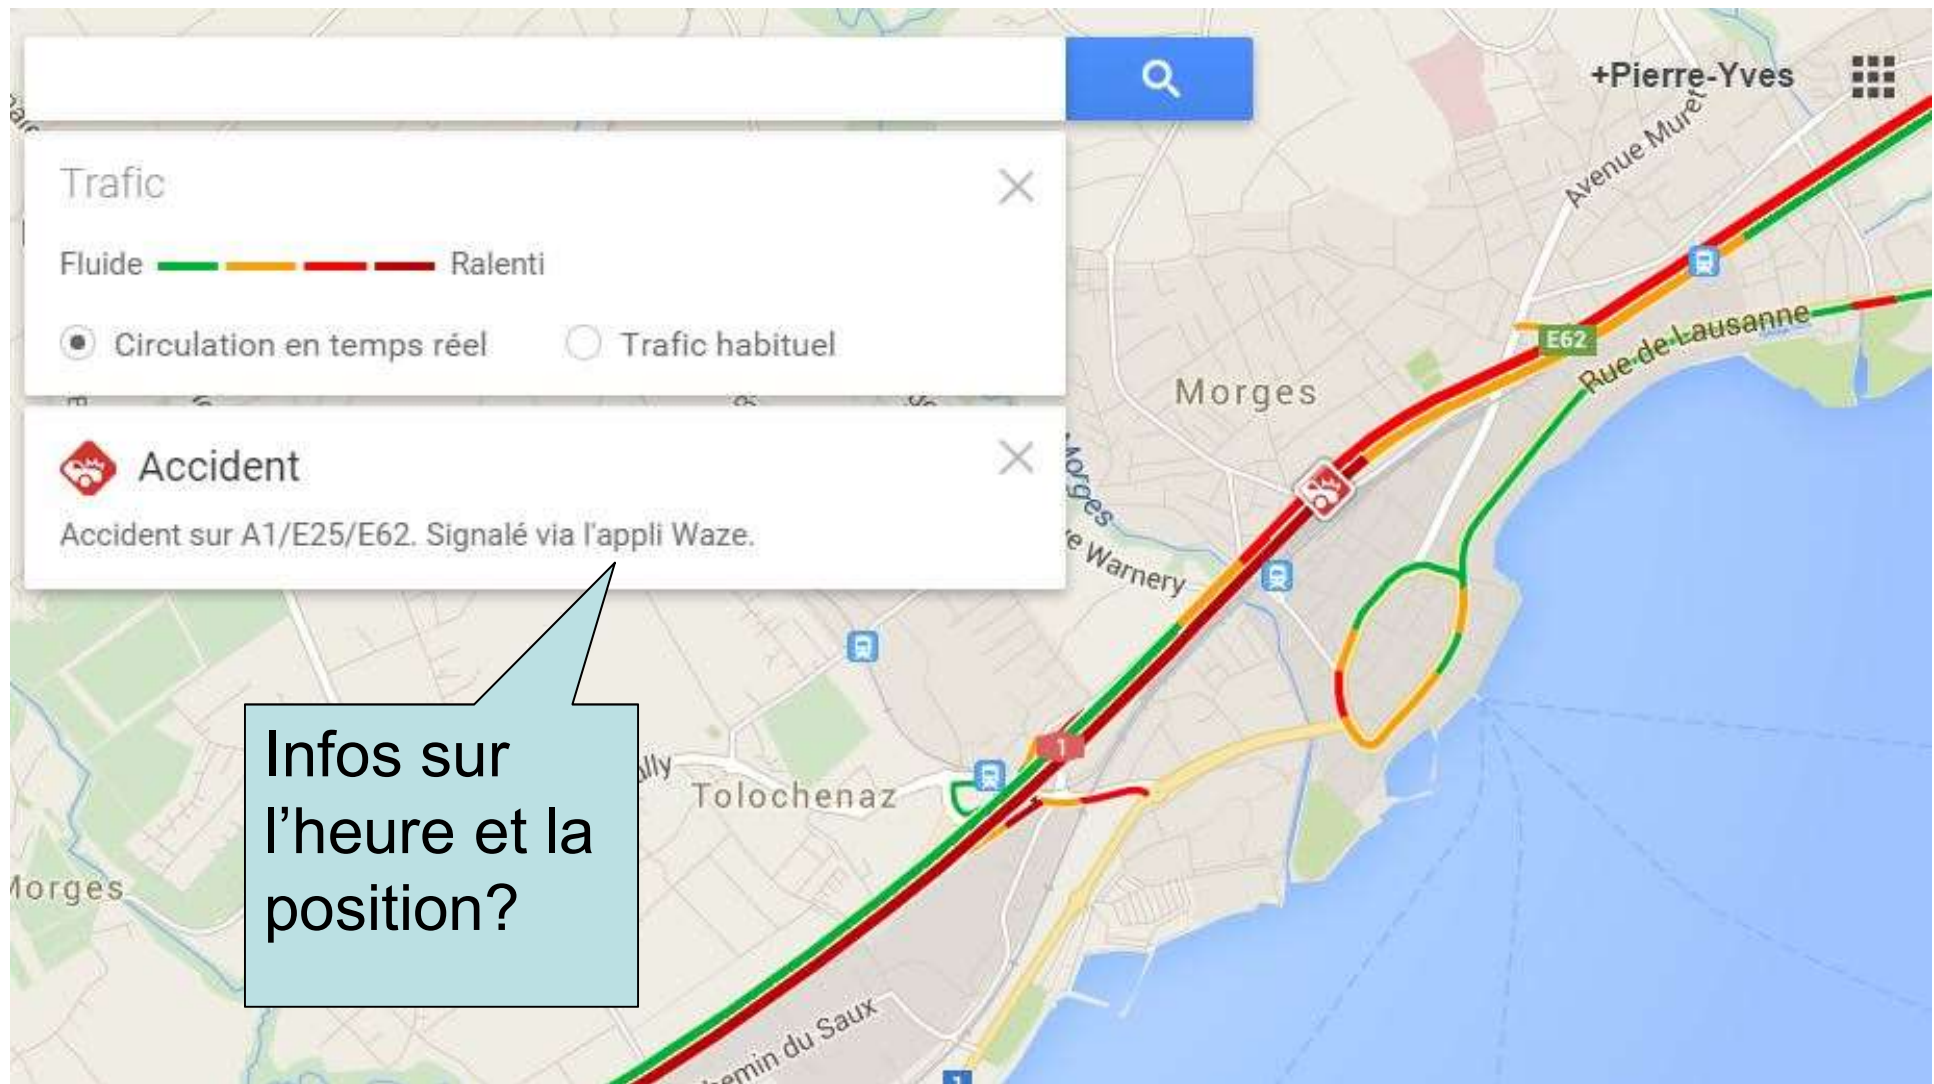 +Pierre-Yves
Trafic
Fluide
Ralenti
Circulation en temps réel
Trafic habituel
Accident
Accident sur A1/E25/E62. Signalé via l'appli Waze.
Infos sur
l’heure et la
position?
Avenue Muret
E62
Rue de Lausanne
Morges
Morges
Warnery
1
Tolochenaz
Morges
du Saux
1